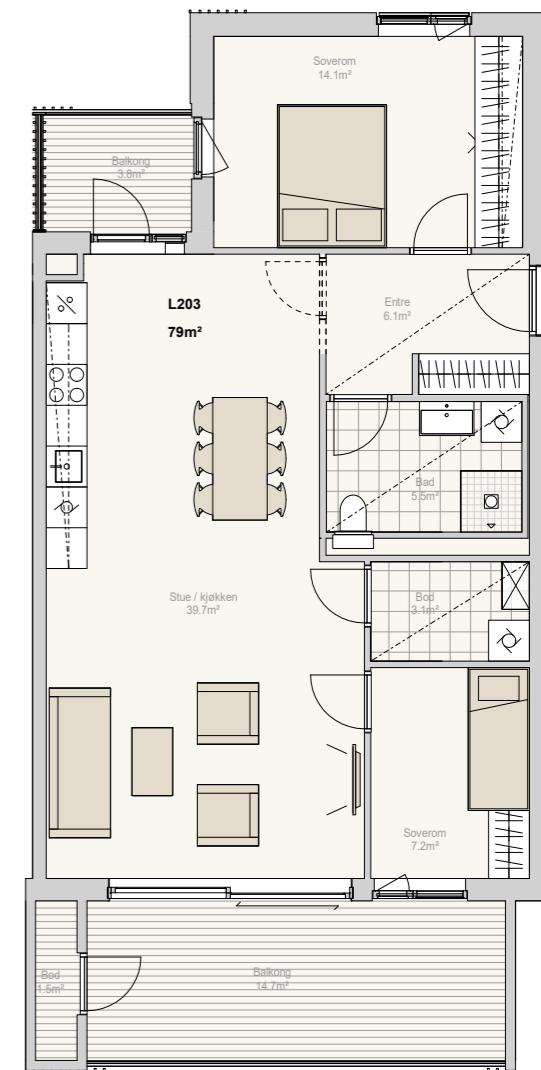 Soverom
14.1m²
Balkong
3.8m²
L203
79m²
Entre
6.1m²
Bad
5.5m²
Stue / kjøkken
39.7m²
Bod
3.1m²
Soverom
7.2m²
Bod
1.5m²
Balkong
14.7m²